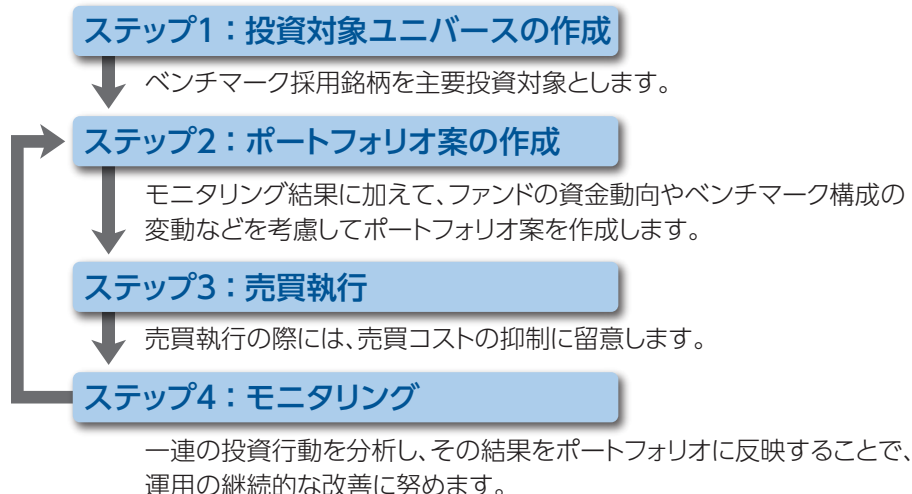 ステップ1：投資対象ユニバースの作成
ベンチマーク採用銘柄を主要投資対象とします。
ステップ2：ポートフォリオ案の作成
モニタリング結果に加えて、ファンドの資金動向やベンチマーク構成の
変動などを考慮してポートフォリオ案を作成します。
ステップ3：売買執行
売買執行の際には、売買コストの抑制に留意します。
ステップ4：モニタリング
一連の投資行動を分析し、その結果をポートフォリオに反映することで、
運用の継続的な改善に努めます。